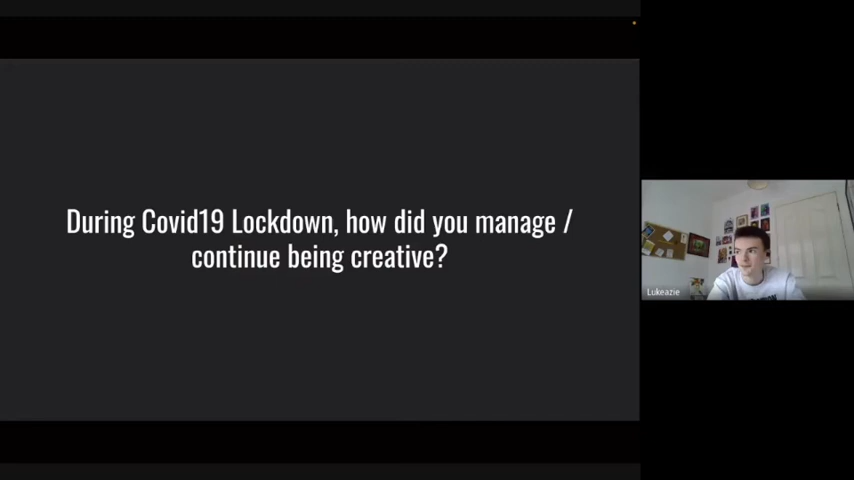 During Covid19 Lockdown, how did you manage /
continue being creative?
Lukeazie